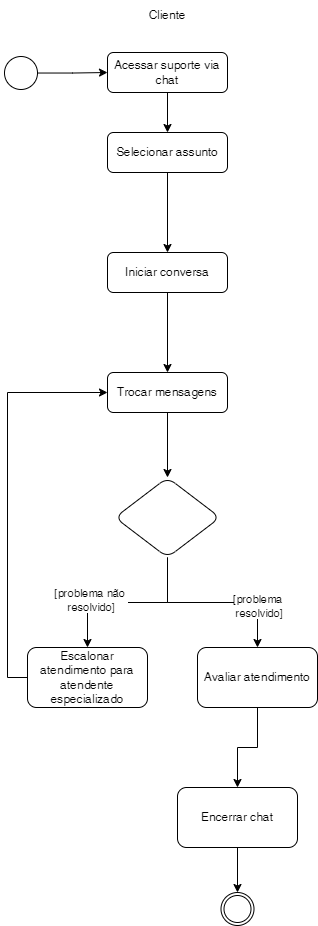 Cliente
Acessar suporte via
chat
Selecionar assunto
Iniciar conversa
Trocar mensagens
[problema não
resolvido]
[problema
resolvido]
Escalonar
atendimento para
atendente
especializado
Avaliar atendimento
Encerrar chat